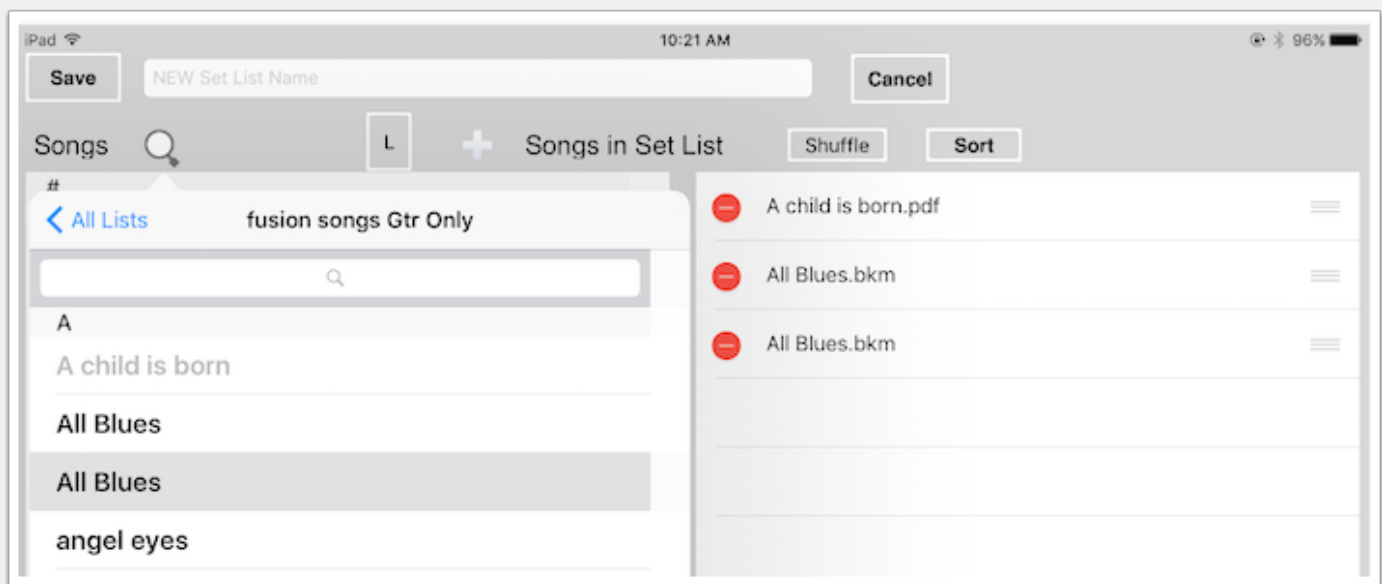 iPad 10:21 AM 96%
Save NEW Set List Name Cancel
Songs L Songs in Set List Shuffle Sort
#
All Lists fusion songs Gtr Only
A
A child is born
All Blues
All Blues
angel eyes
A child is born.pdf
All Blues.bkm
All Blues.bkm